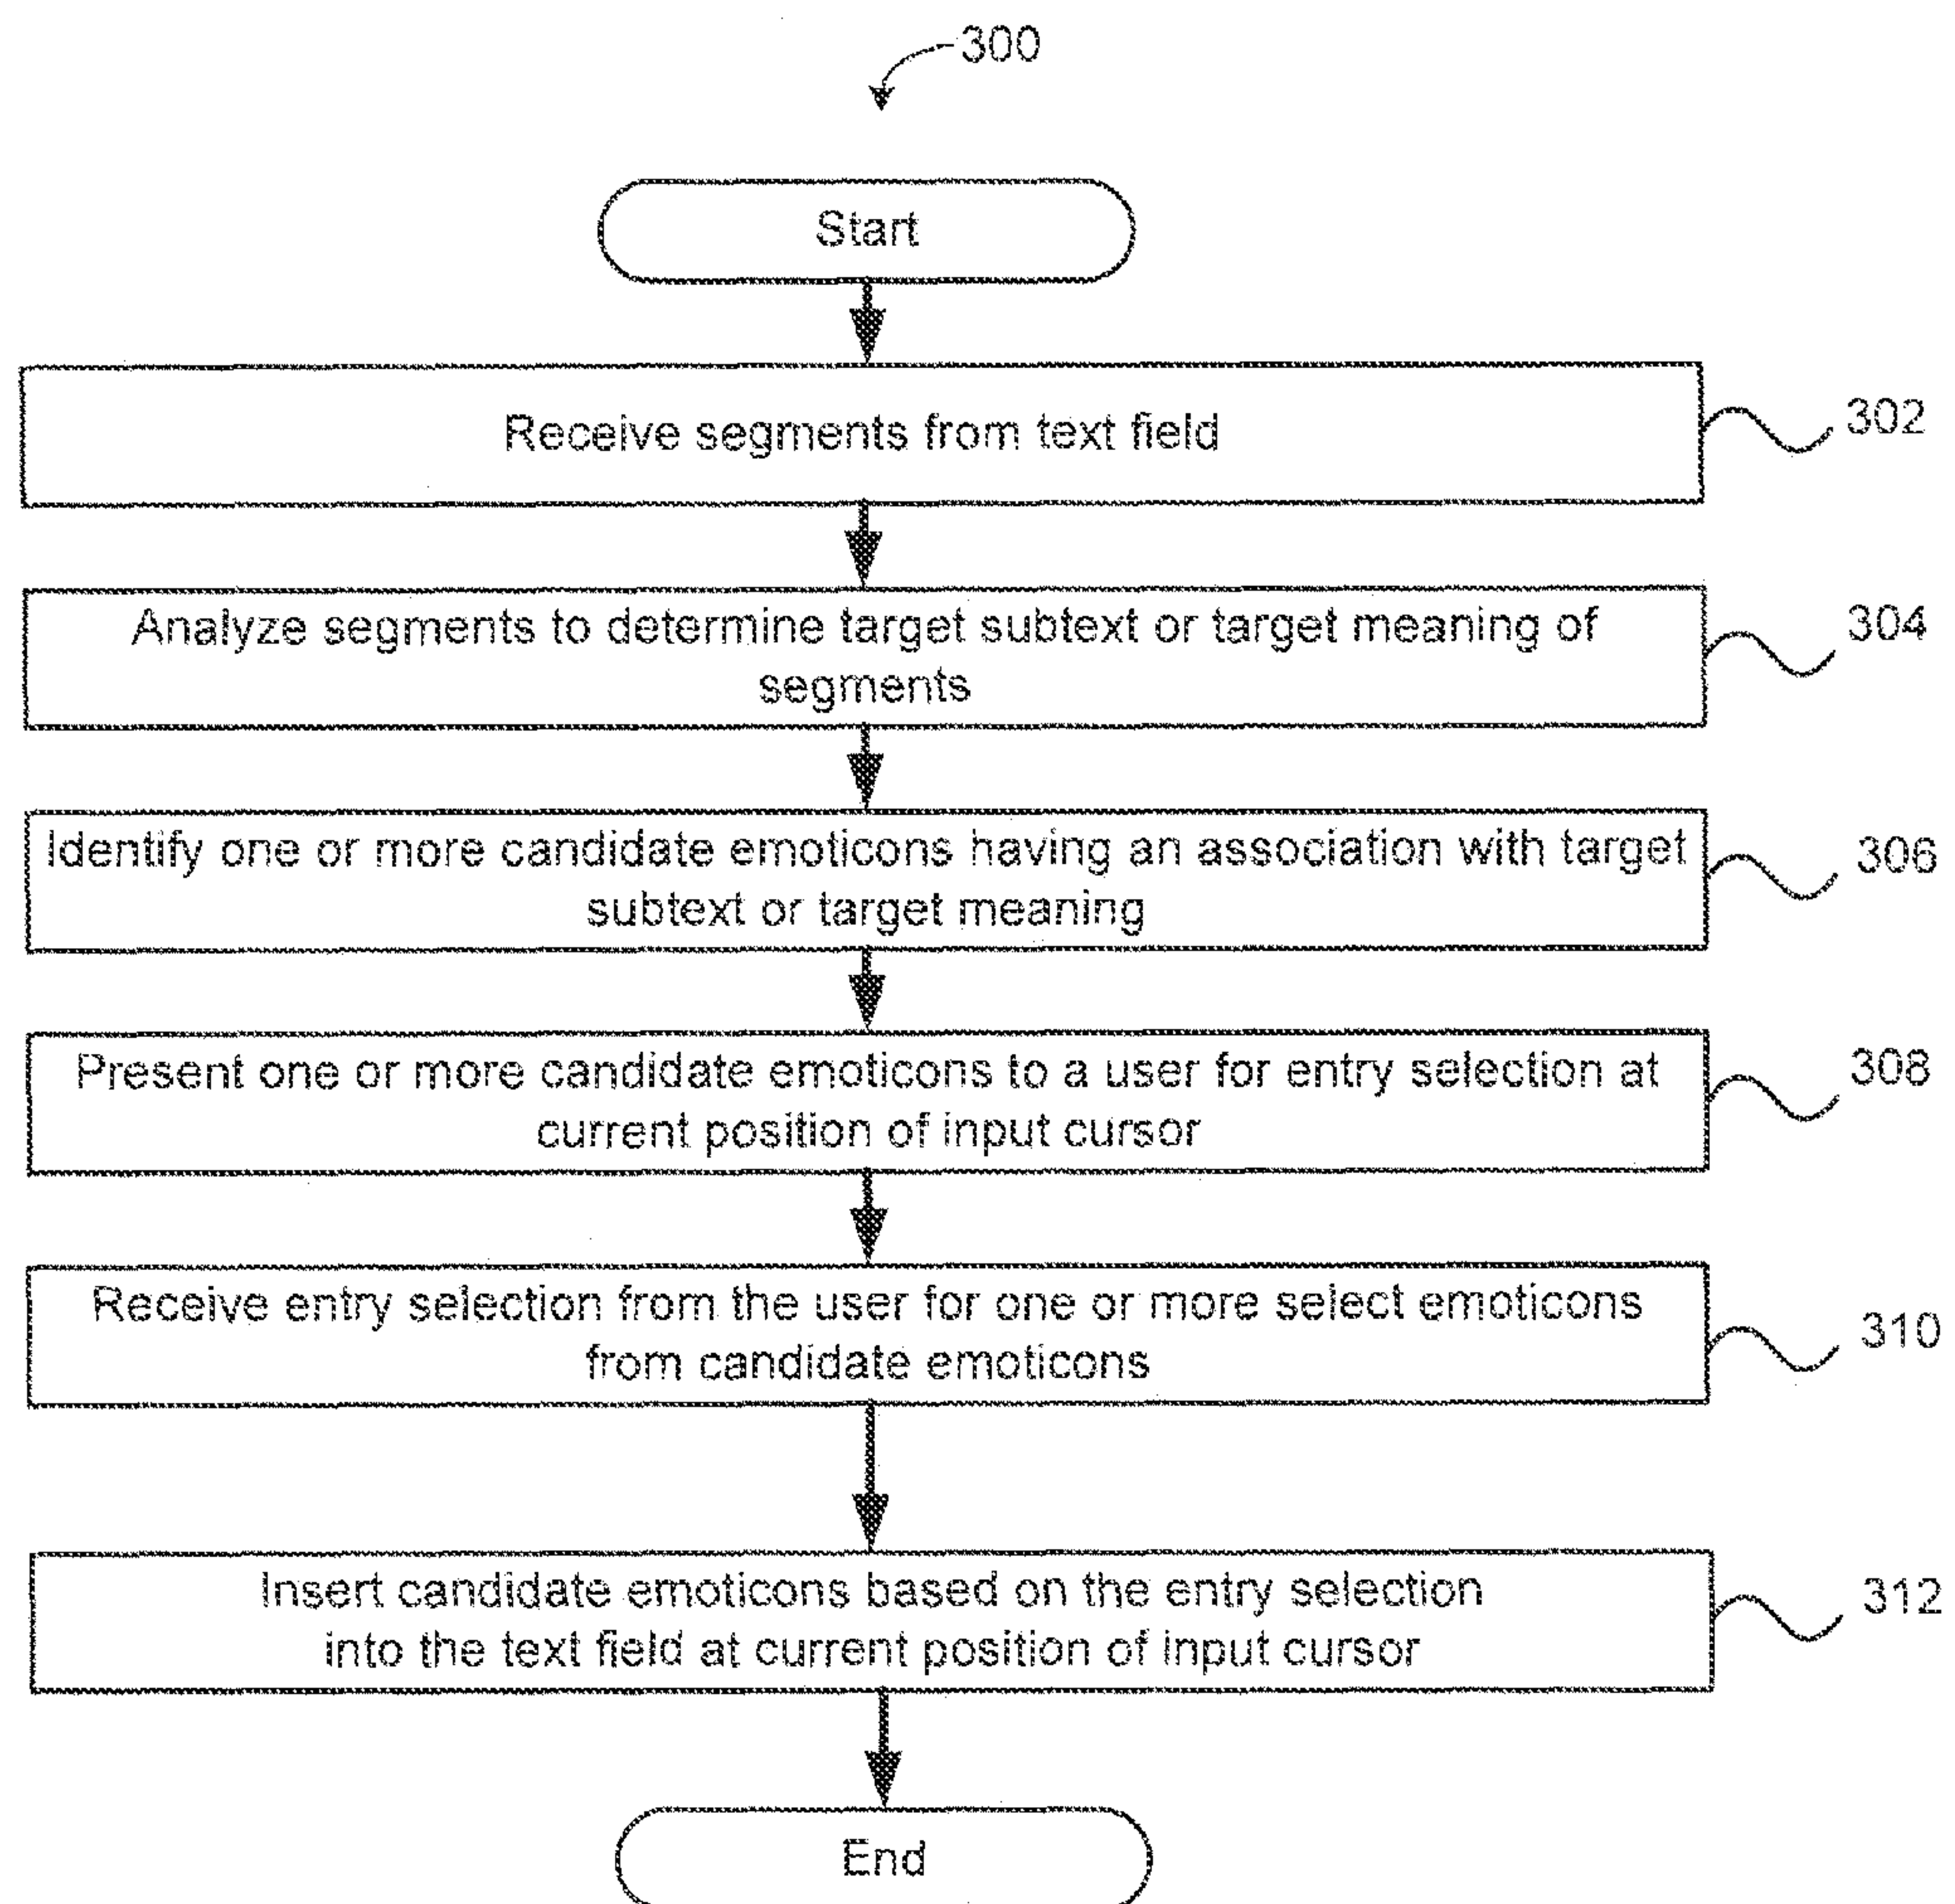 300
Start
Receive segments from text field
302
Analyze segments to determine target subtext or target meaning of
segments
304
Identify one or more candidate emoticons having an association with target
subtext or target meaning
306
Present one or more candidate emoticons to a user for entry selection at
current position of input cursor
308
Receive entry selection from the user for one or more select emoticons
from candidate emoticons
310
Insert candidate emoticons based on the entry selection
into the text field at current position of input cursor
312
End